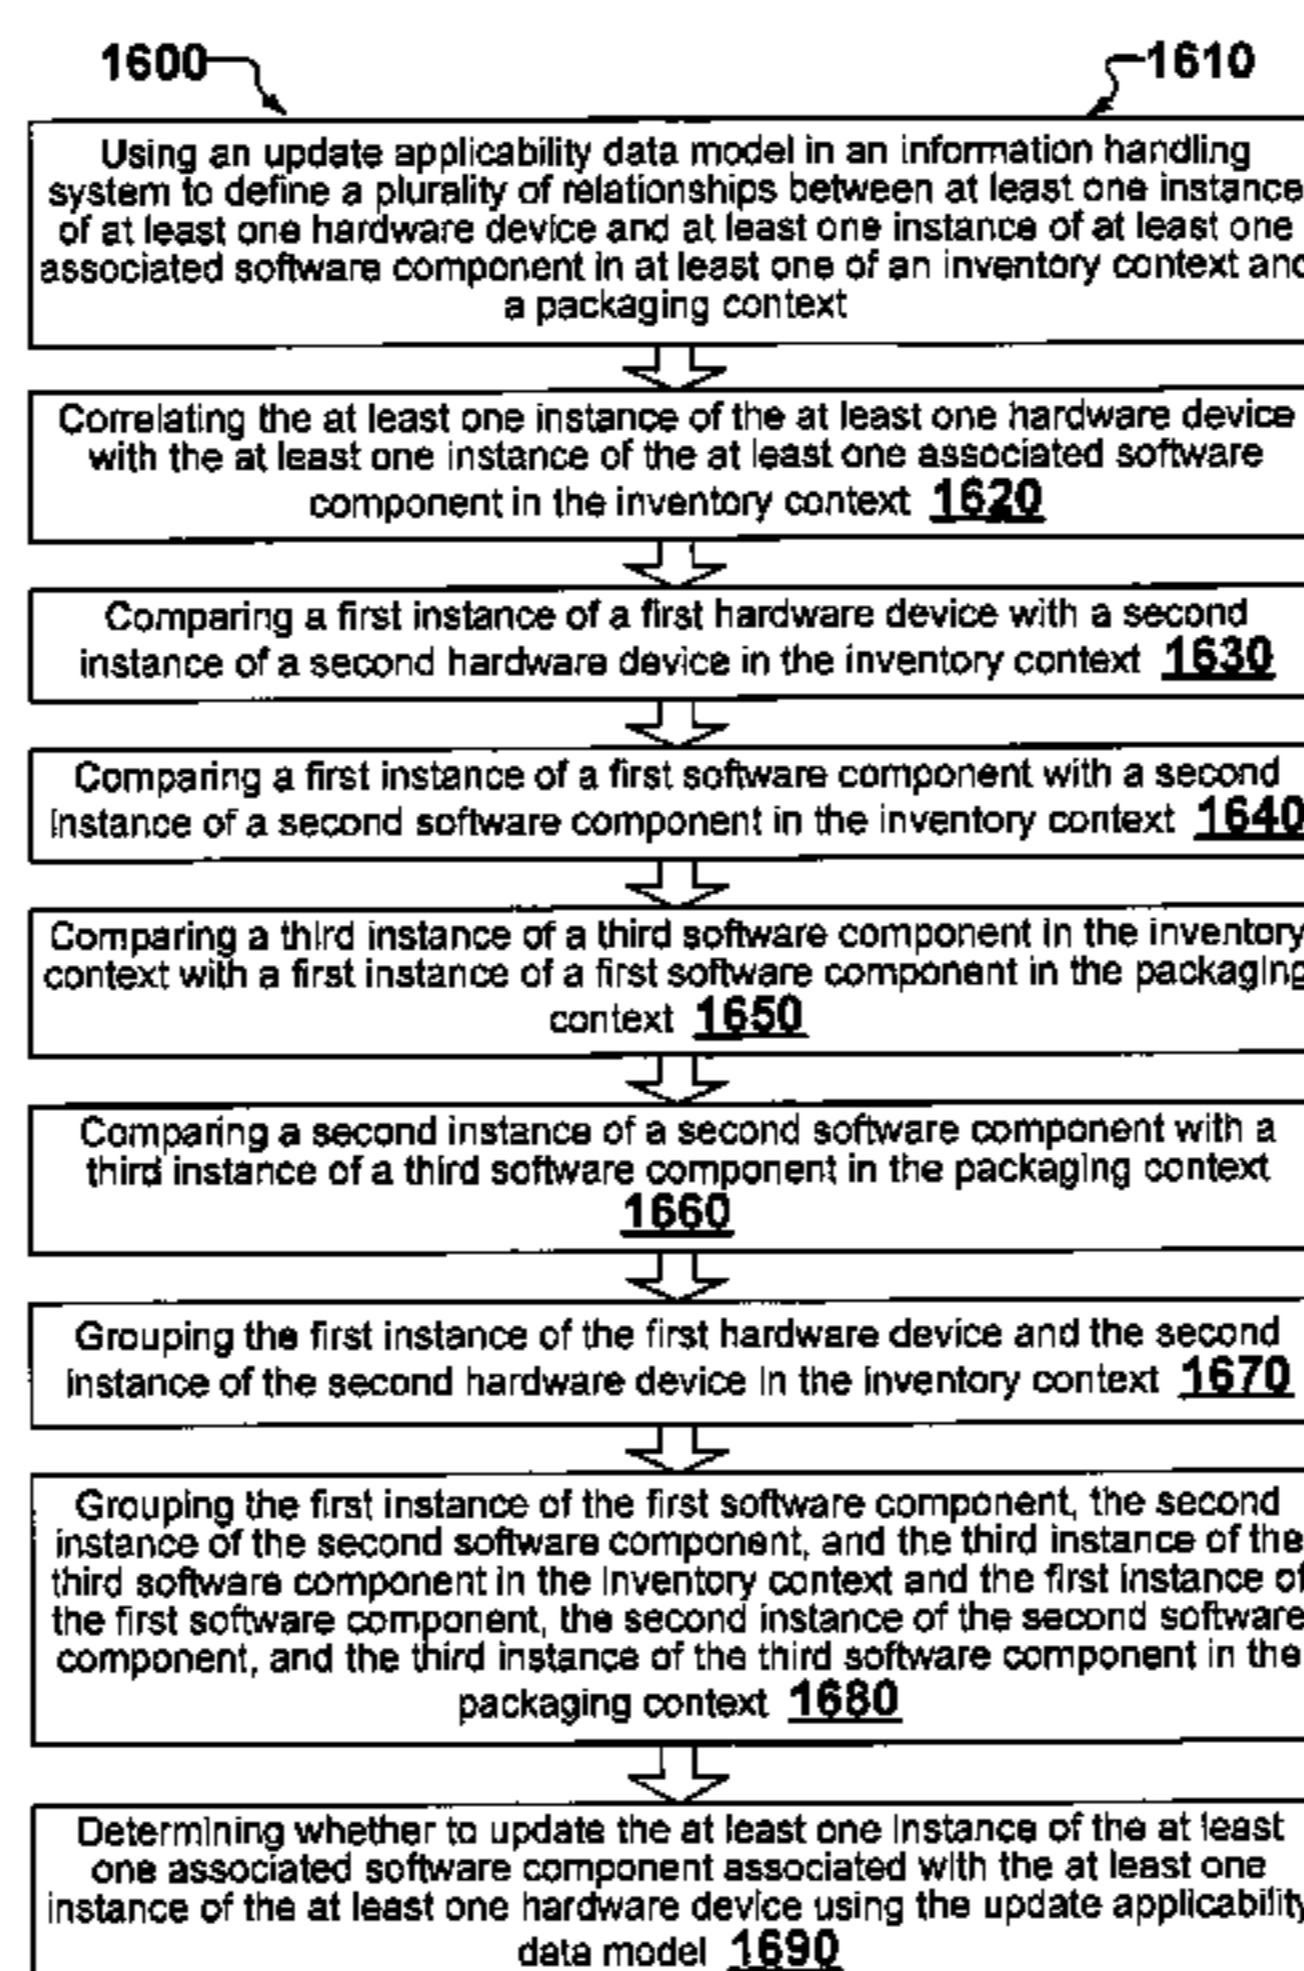 1600 1610
Using an update applicability data model in an information handling
system to define a plurality of relationships between at least one instance
of at least one hardware device and at least one instance of at least one
associated software component in at least one of an inventory context and
a packaging context
Correlating the at least one instance of the at least one hardware device
with the at least one instance of the at least one associated software
component in the inventory context 1620
Comparing a first instance of a first hardware device with a second
instance of a second hardware device in the inventory context 1630
Comparing a first instance of a first software component with a second
instance of a second software component in the inventory context 1640
Comparing a third instance of a third software component in the inventory
context with a first instance of a first software component in the packaging
context 1650
Comparing a second instance of a second software component with a
third instance of a third software component in the packaging context
1660
Grouping the first instance of the first hardware device and the second
instance of the second hardware device in the inventory context 1670
Grouping the first instance of the first software component, the second
instance of the second software component, and the third instance of the
third software component in the inventory context and the first instance of
the first software component, the second instance of the second software
component, and the third instance of the third software component in the
packaging context 1680
Determining whether to update the at least one instance of the at least
one associated software component associated with the at least one
instance of the at least one hardware device using the update applicability
data model 1690